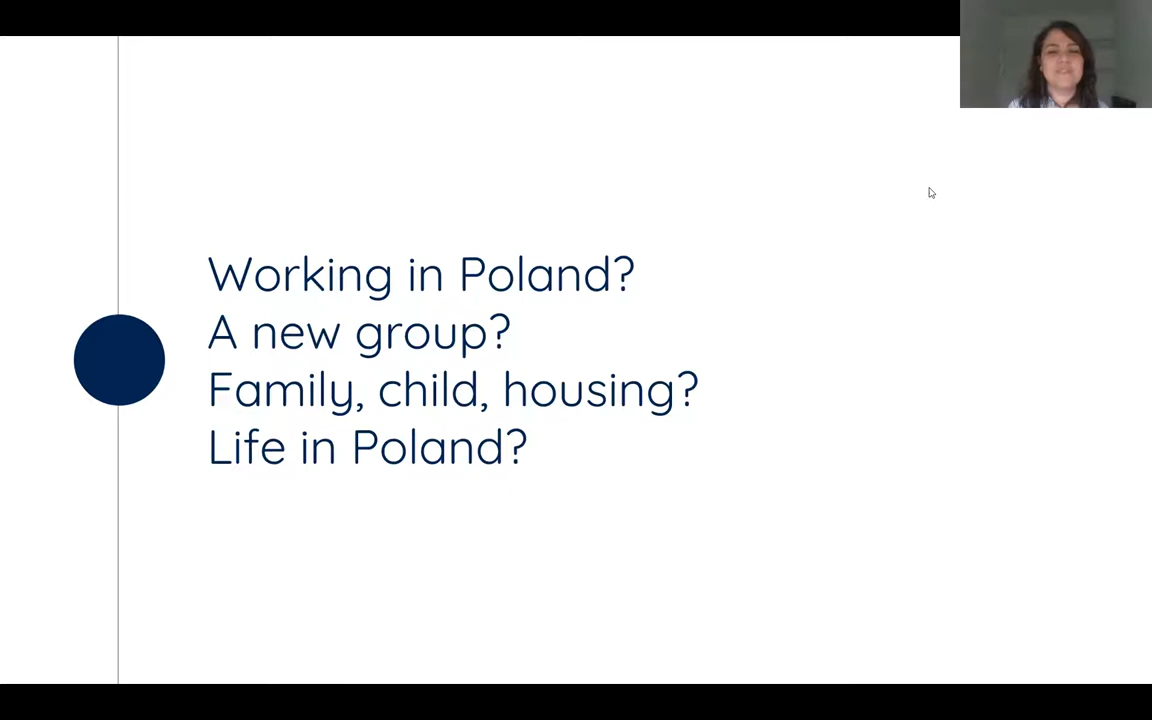 Working in Poland?
A new group?
Family, child, housing?
Life in Poland?